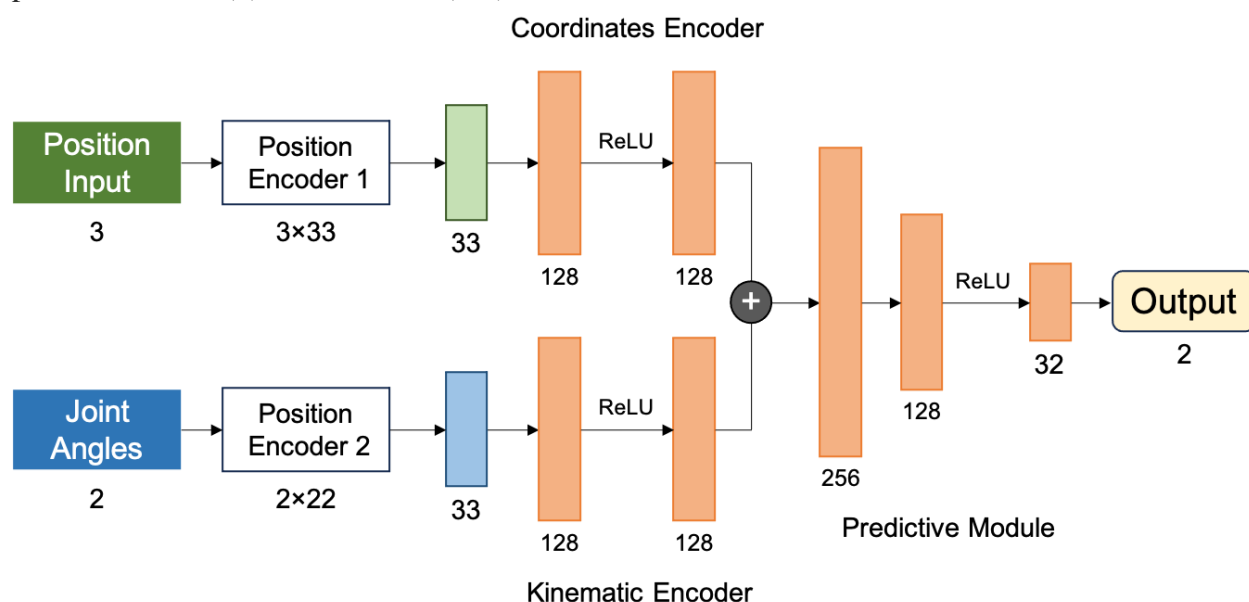 Coordinates Encoder
Position
Input
3
Position
Encoder 1
3×33
33
128
ReLU
128
Joint
Angles
2
Position
Encoder 2
2×22
33
128
ReLU
128
Kinematic Encoder
+
256
128
ReLU
32
Output
2
Predictive Module